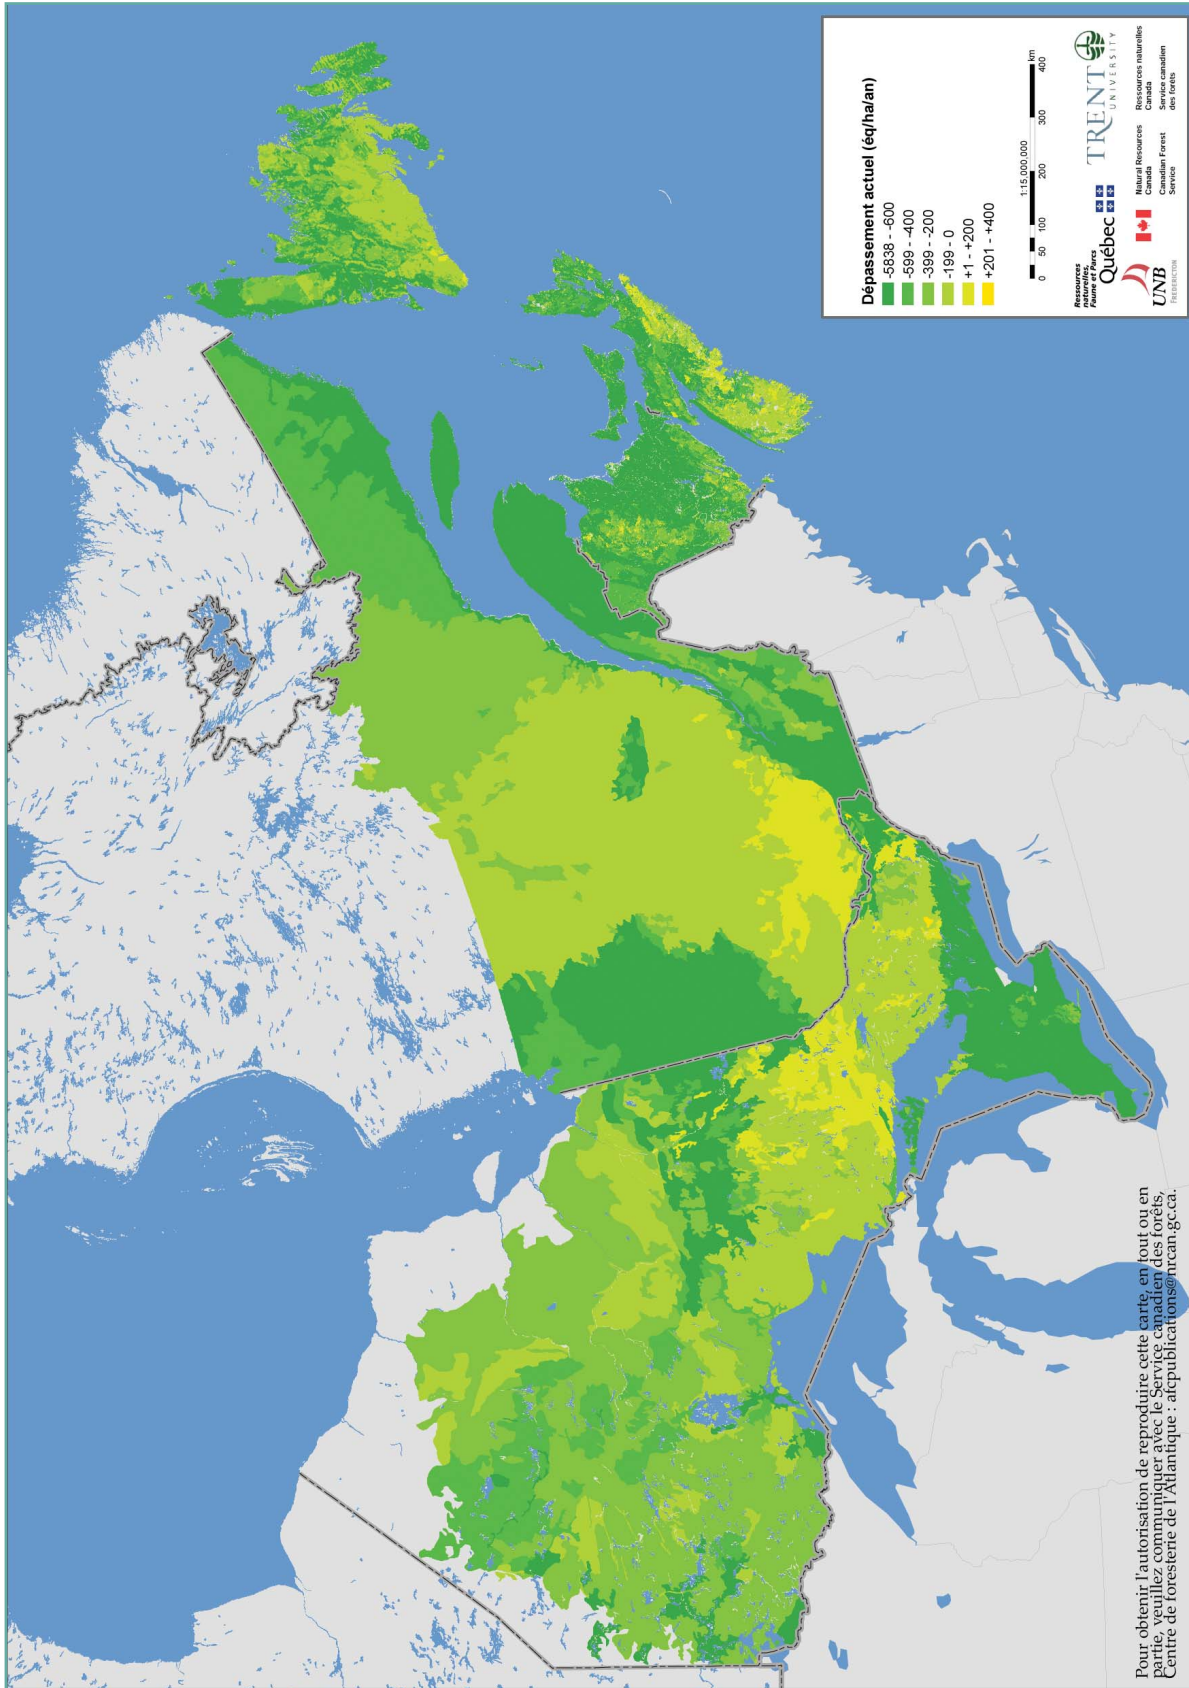 Dépassement actuel (éq/ha/an)
-5838 - -600
-599 - -400
-399 - -200
-199 - 0
+1 - +200
+201 - +400
1:15,000,000
0 50 100 200 300 400 km
Ressources
naturelles,
Faune et Parcs
Québec
TRENT
UNIVERSITY
UNB
FREDERICTON
Natural Resources
Canada
Canadian Forest
Service
Ressources naturelles
Canada
Service canadien
des forêts
Pour obtenir l'autorisation de reproduire cette carte, en tout ou en
partie, veuillez communiquer avec le Service canadien des forêts,
Centre de foresterie de l'Atlantique : afcpublications@nrcan.gc.ca.